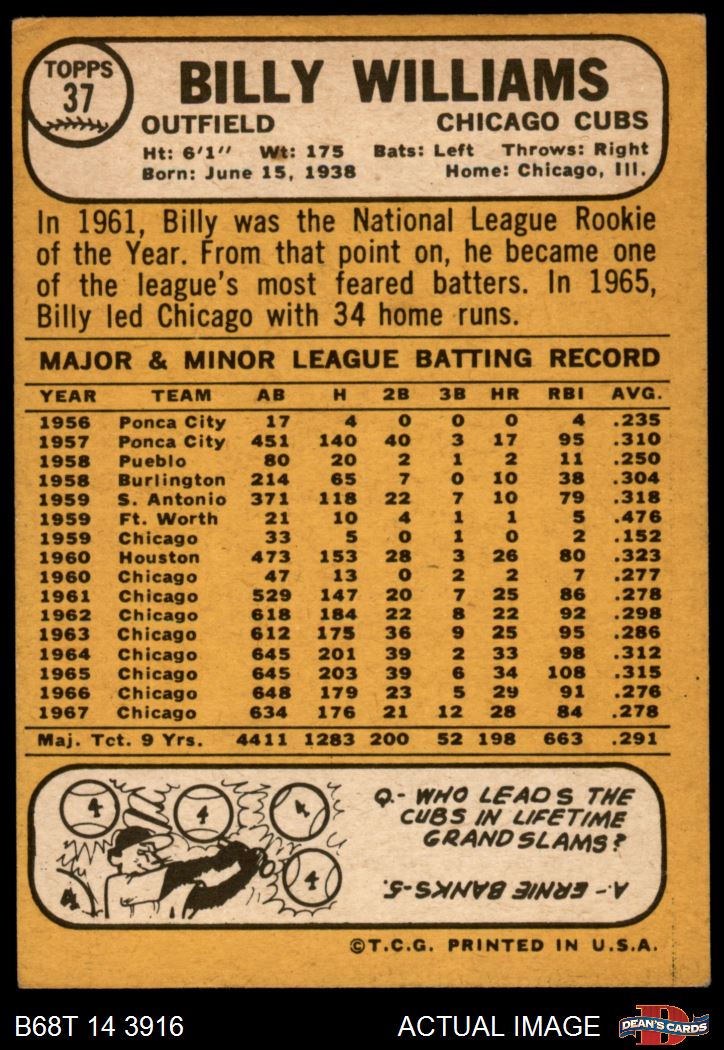 TOPPS
37
BILLY WILLIAMS
OUTFIELD CHICAGO CUBS
Ht: 6'1" Wt: 175 Bats: Left Throws: Right
Born: June 15, 1938 Home: Chicago, Ill.
In 1961, Billy was the National League Rookie
of the Year. From that point on, he became one
of the league's most feared batters. In 1965,
Billy led Chicago with 34 home runs.
MAJOR & MINOR LEAGUE BATTING RECORD
YEAR TEAM AB H 2B 3B HR RBI AVG.
1956 Ponca City 17 4 0 0 0 4 .235
1957 Ponca City 451 140 40 3 17 95 .310
1958 Pueblo 80 20 2 1 2 11 .250
1958 Burlington 214 65 7 0 10 38 .304
1959 S. Antonio 371 118 22 7 10 79 .318
1959 Ft. Worth 21 10 4 1 1 5 .476
1959 Chicago 33 5 0 1 0 2 .152
1960 Houston 473 153 28 3 26 80 .323
1960 Chicago 47 13 0 2 2 7 .277
1961 Chicago 529 147 20 7 25 86 .278
1962 Chicago 618 184 22 8 22 92 .298
1963 Chicago 612 175 36 9 25 95 .286
1964 Chicago 645 201 39 2 33 98 .312
1965 Chicago 645 203 39 6 34 108 .315
1966 Chicago 648 179 23 5 29 91 .276
1967 Chicago 634 176 21 12 28 84 .278
Maj. Tct. 9 Yrs. 4411 1283 200 52 198 663 .291
4 4 4
4 4
Q.- WHO LEADS THE
CUBS IN LIFETIME
GRAND SLAMS?
A.- ERNIE BANKS-5.
©T.C.G. PRINTED IN U.S.A.
B68T 14 3916 ACTUAL IMAGE
D
DEAN'S CARDS